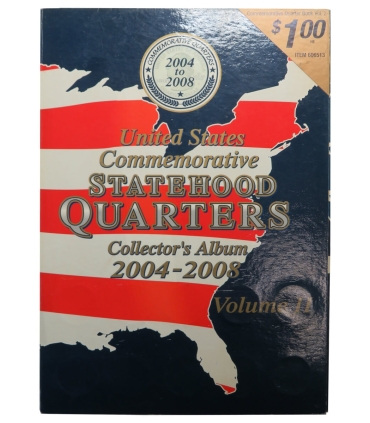 $1.00
COMMEMORATIVE QUARTERS
2004
to
2008
United States
Commemorative
STATEHOOD
QUARTERS
Collector's Album
2004-2008
Volume II